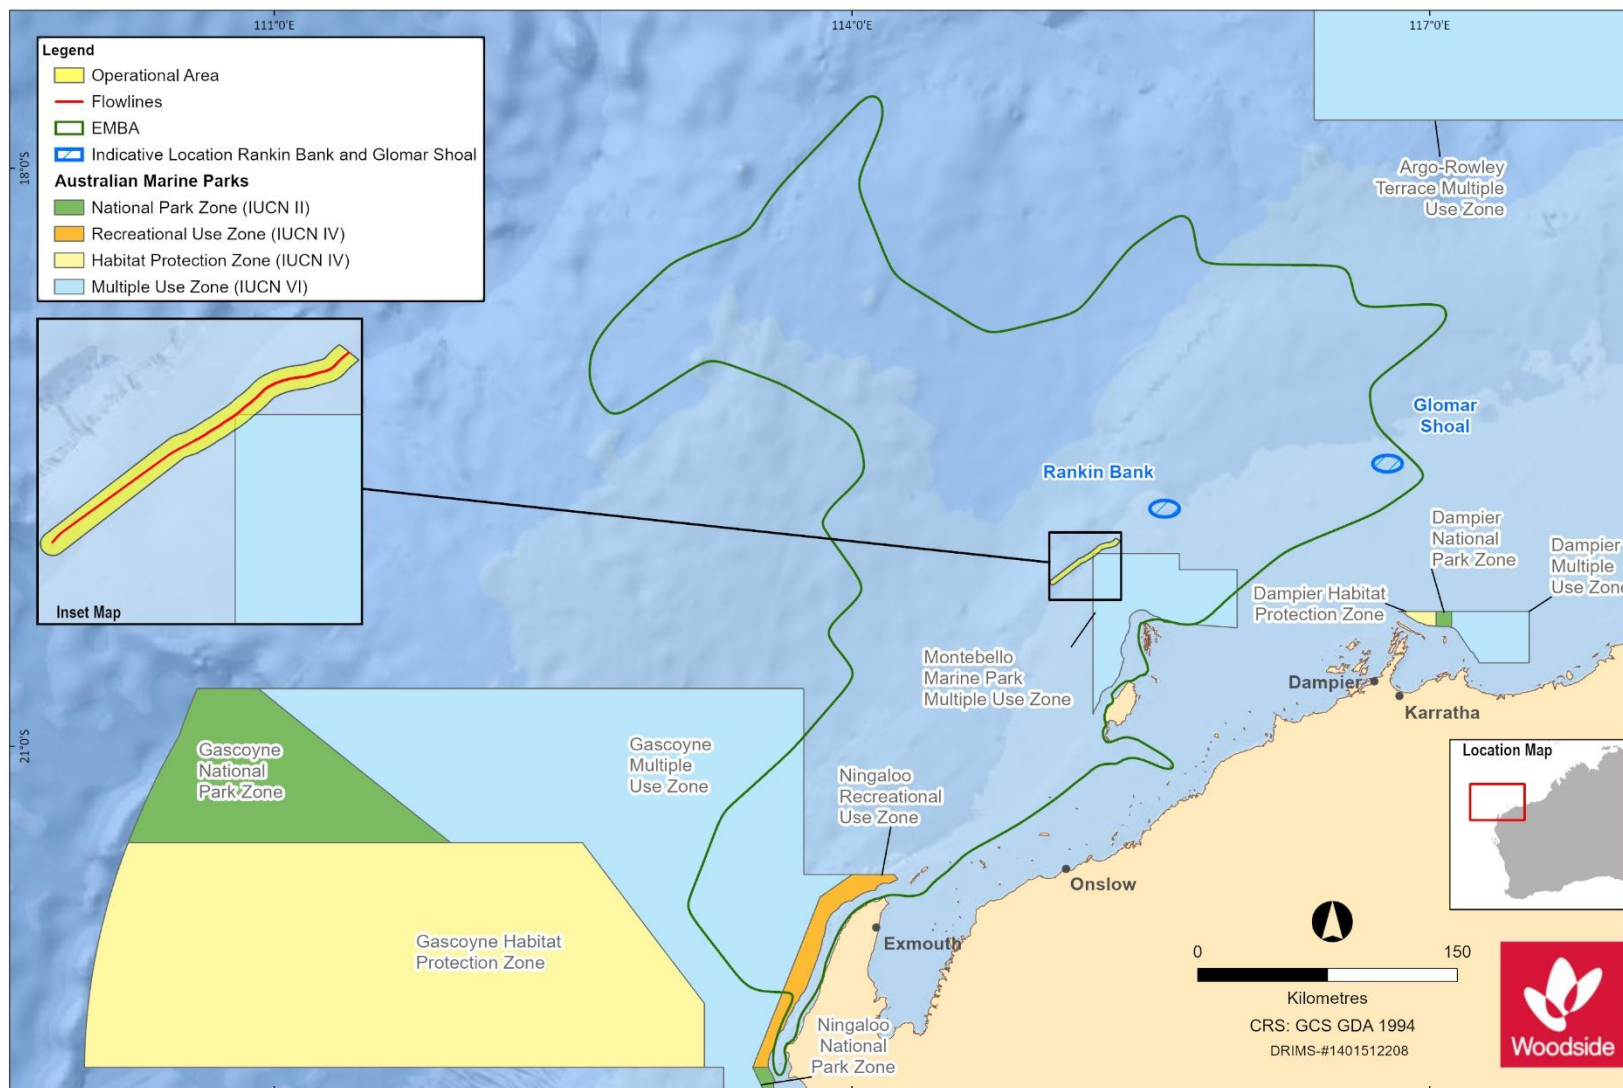 111°0'E
114°0'E
117°0'E
Legend
Operational Area
Flowlines
EMBA
Indicative Location Rankin Bank and Glomar Shoal
Australian Marine Parks
National Park Zone (IUCN II)
Recreational Use Zone (IUCN IV)
Habitat Protection Zone (IUCN IV)
Multiple Use Zone (IUCN VI)
18°0'S
Argo-Rowley
Terrace Multiple
Use Zone
Inset Map
Glomar
Shoal
Rankin Bank
Dampier
National
Park Zone
Dampier
Multiple
Use Zone
Dampier Habitat
Protection Zone
Montebello
Marine Park
Multiple Use Zone
Dampier
Karratha
21°0'S
Gascoyne
National
Park Zone
Gascoyne
Multiple
Use Zone
Ningaloo
Recreational
Use Zone
Location Map
Onslow
Exmouth
Gascoyne Habitat
Protection Zone
Ningaloo
National
Park Zone
0
150
Kilometres
CRS: GCS GDA 1994
DRIMS-#1401512208
Woodside